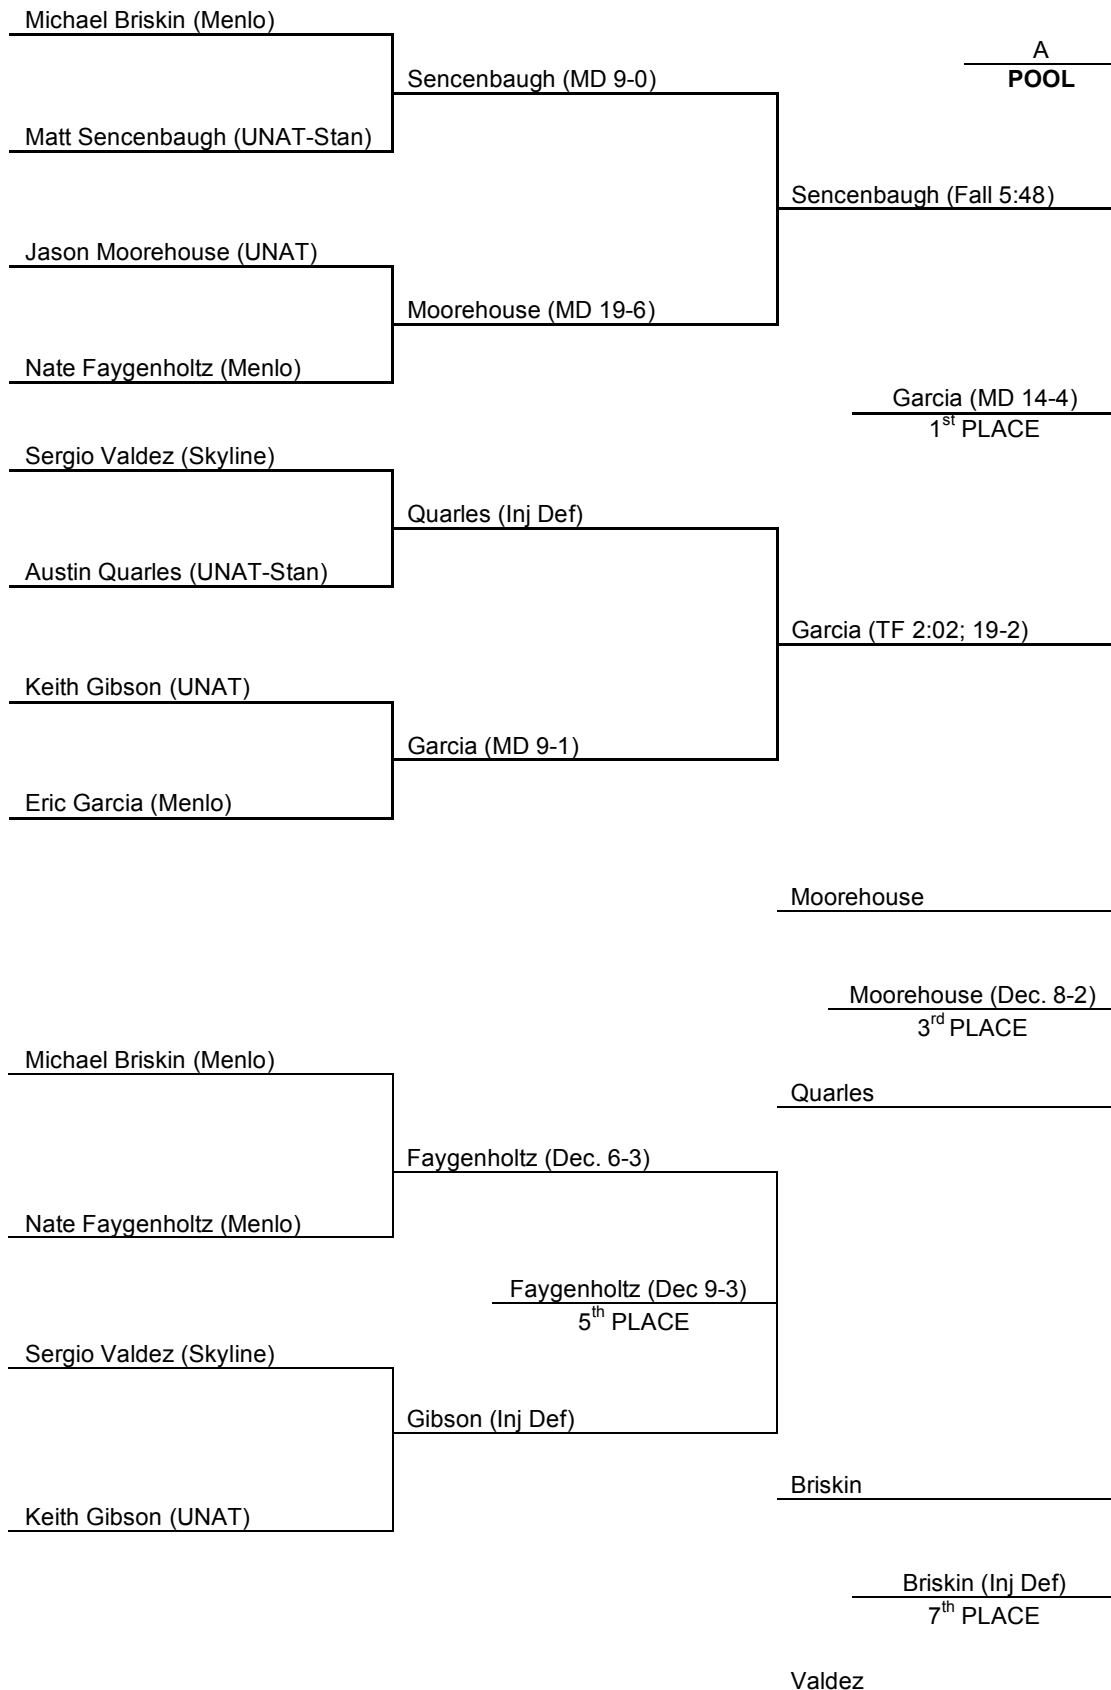 Michael Briskin (Menlo)
A
POOL
Sencenbaugh (MD 9-0)
Matt Sencenbaugh (UNAT-Stan)
Sencenbaugh (Fall 5:48)
Jason Moorehouse (UNAT)
Moorehouse (MD 19-6)
Nate Faygenholtz (Menlo)
Garcia (MD 14-4)
1st PLACE
Sergio Valdez (Skyline)
Quarles (Inj Def)
Austin Quarles (UNAT-Stan)
Garcia (TF 2:02; 19-2)
Keith Gibson (UNAT)
Garcia (MD 9-1)
Eric Garcia (Menlo)
Moorehouse
Moorehouse (Dec. 8-2)
3rd PLACE
Michael Briskin (Menlo)
Quarles
Faygenholtz (Dec. 6-3)
Nate Faygenholtz (Menlo)
Faygenholtz (Dec 9-3)
5th PLACE
Sergio Valdez (Skyline)
Gibson (Inj Def)
Briskin
Keith Gibson (UNAT)
Briskin (Inj Def)
7th PLACE
Valdez